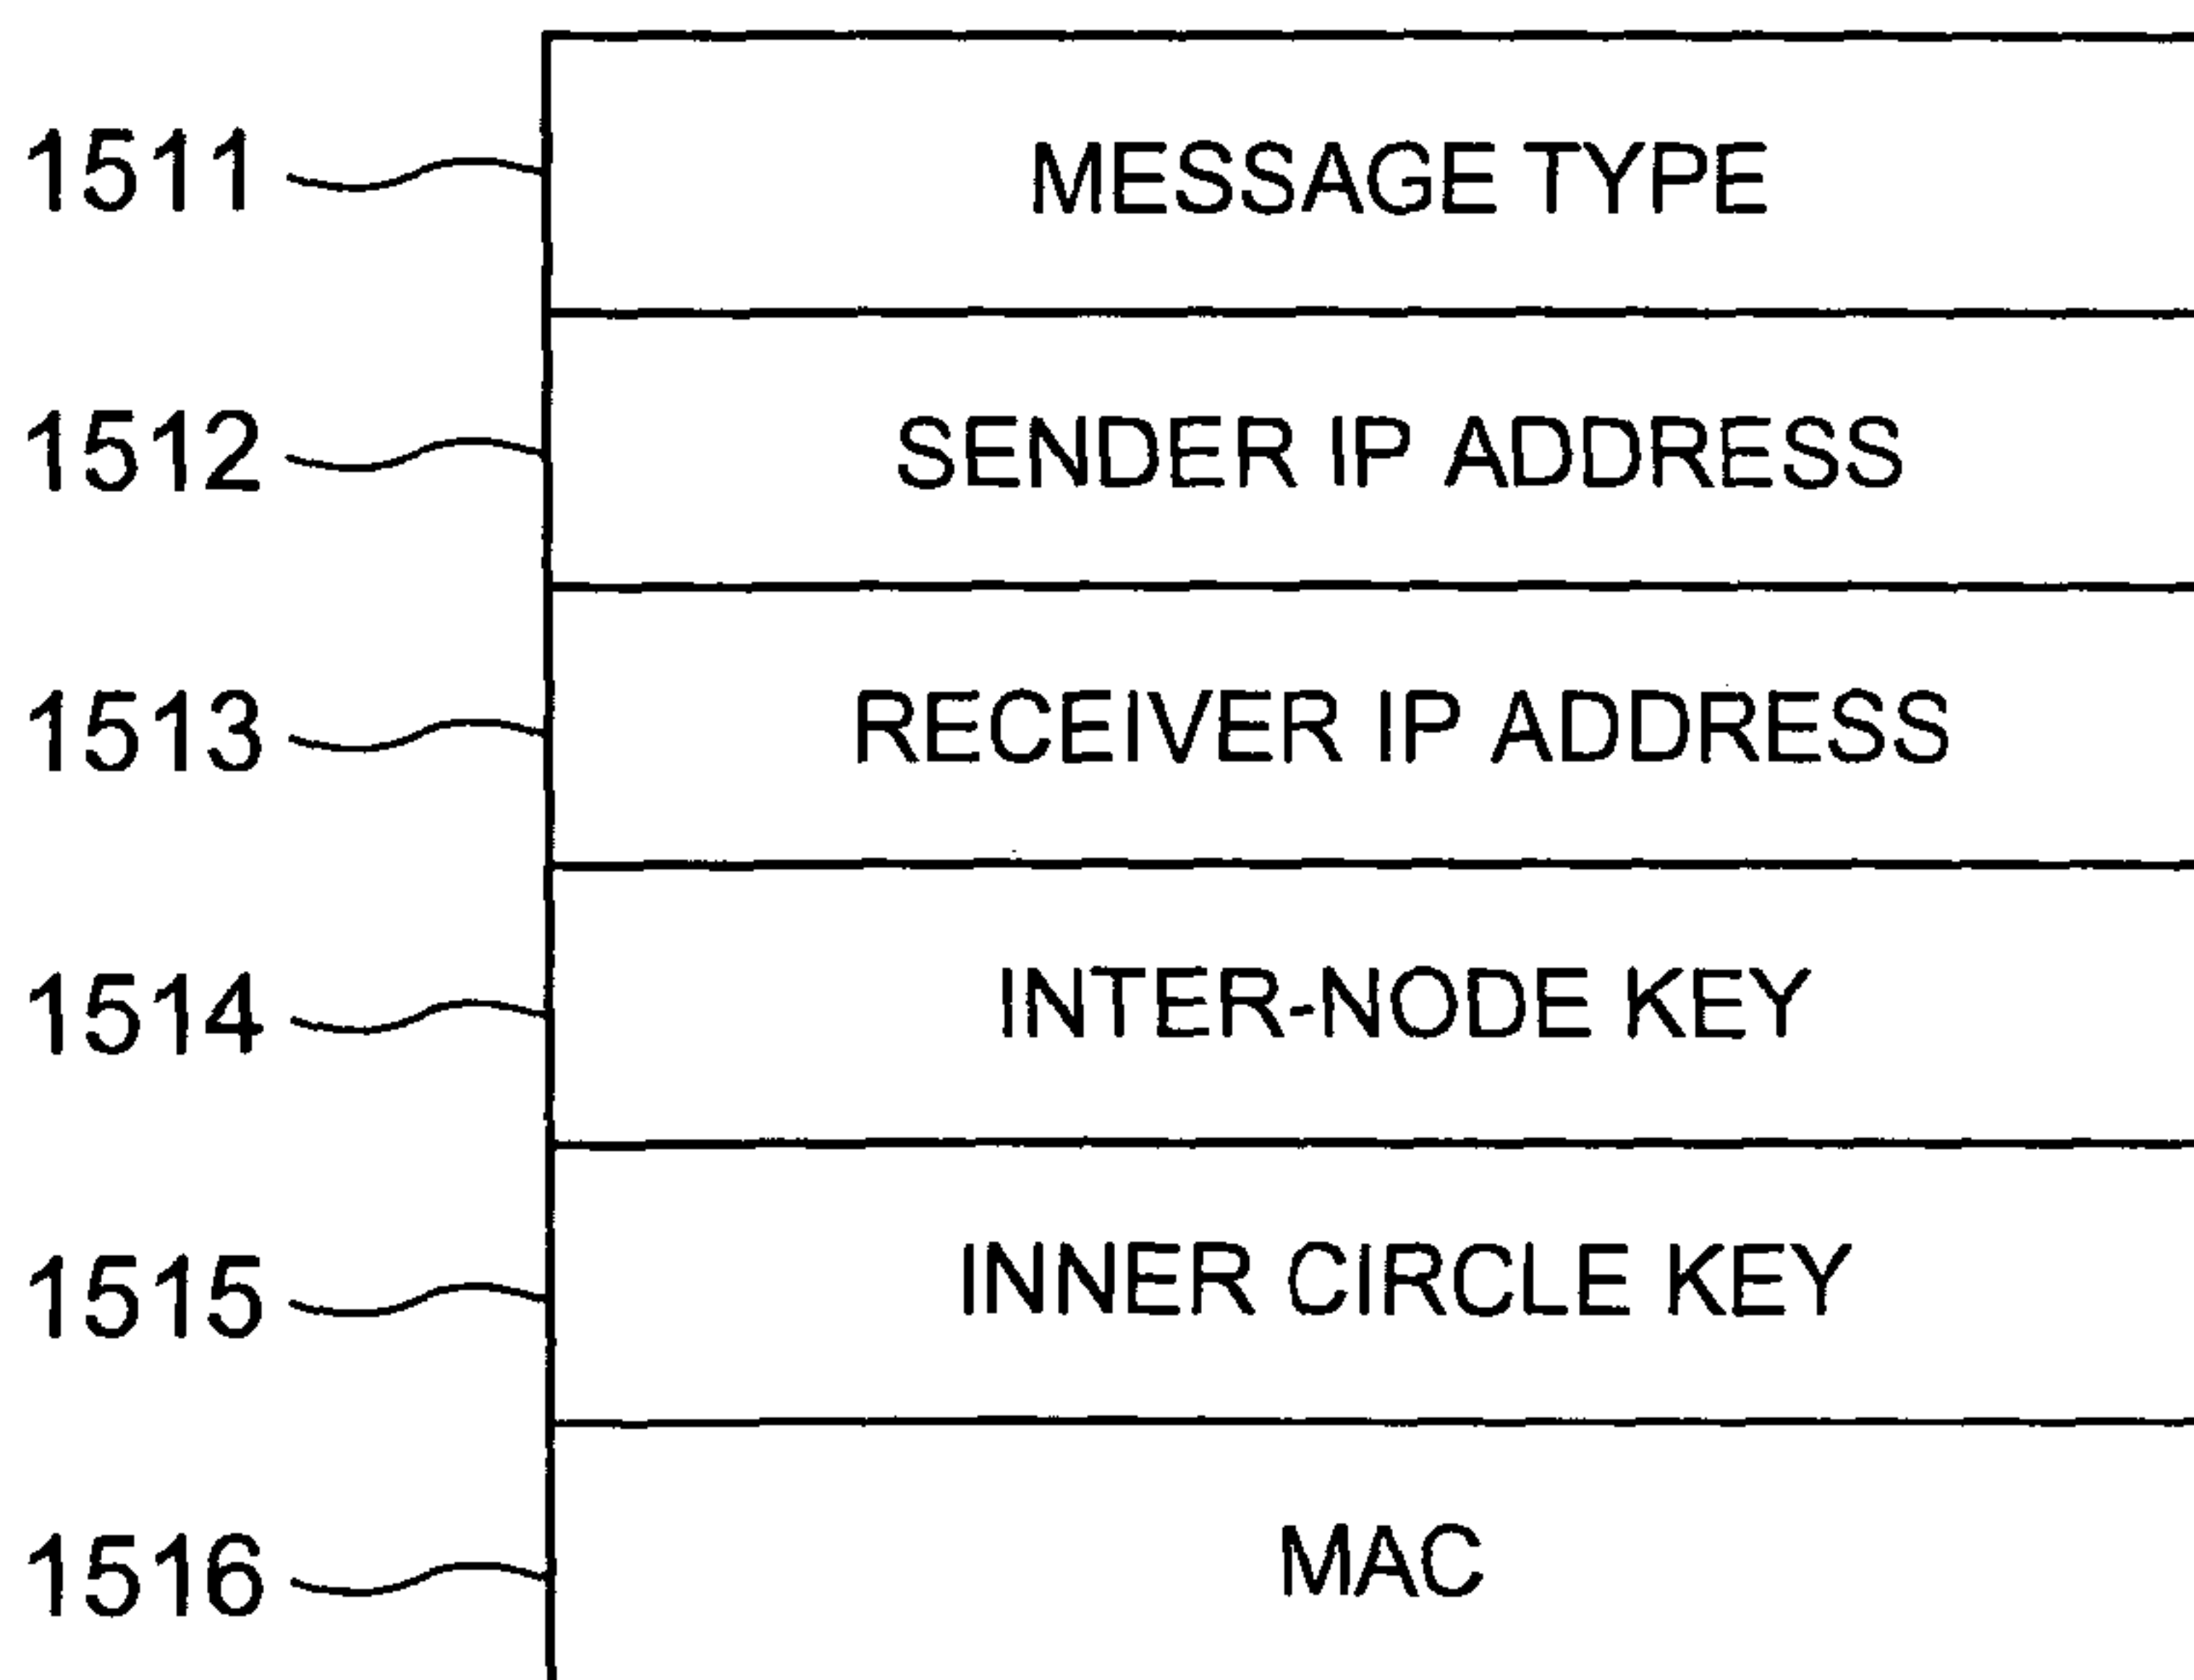 1511 MESSAGE TYPE
1512 SENDER IP ADDRESS
1513 RECEIVER IP ADDRESS
1514 INTER-NODE KEY
1515 INNER CIRCLE KEY
1516 MAC